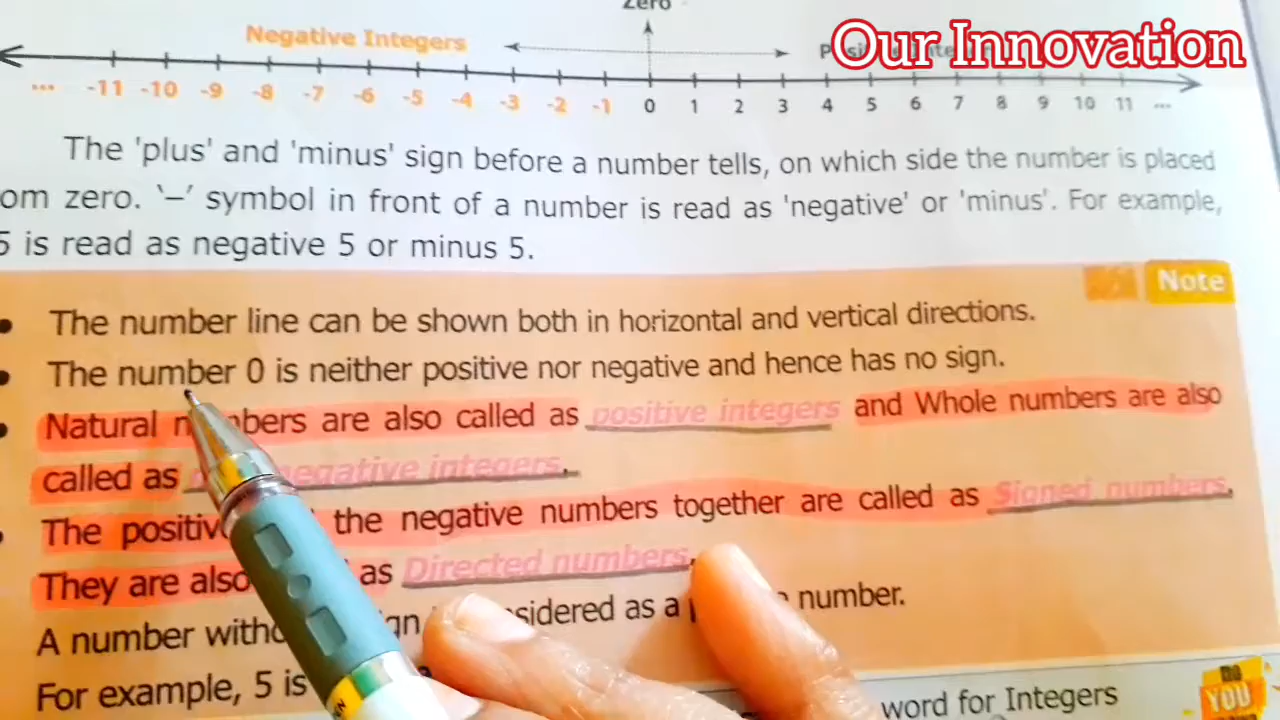 Zero
Our Innovation
Negative Integers
... -11 -10 -9 -8 -7 -6 -5 -4 -3 -2 -1 0 1 2 3 4 5 6 7 8 9 10 11 ...
The 'plus' and 'minus' sign before a number tells, on which side the number is placed
om zero. '–' symbol in front of a number is read as 'negative' or 'minus'. For example,
5 is read as negative 5 or minus 5.
Note
• The number line can be shown both in horizontal and vertical directions.
• The number 0 is neither positive nor negative and hence has no sign.
• Natural numbers are also called as positive integers and Whole numbers are also
called as negative integers.
• The positive the negative numbers together are called as Signed numbers.
They are also as Directed numbers.
A number number.
For example, 5 is
word for Integers
DO
YOU